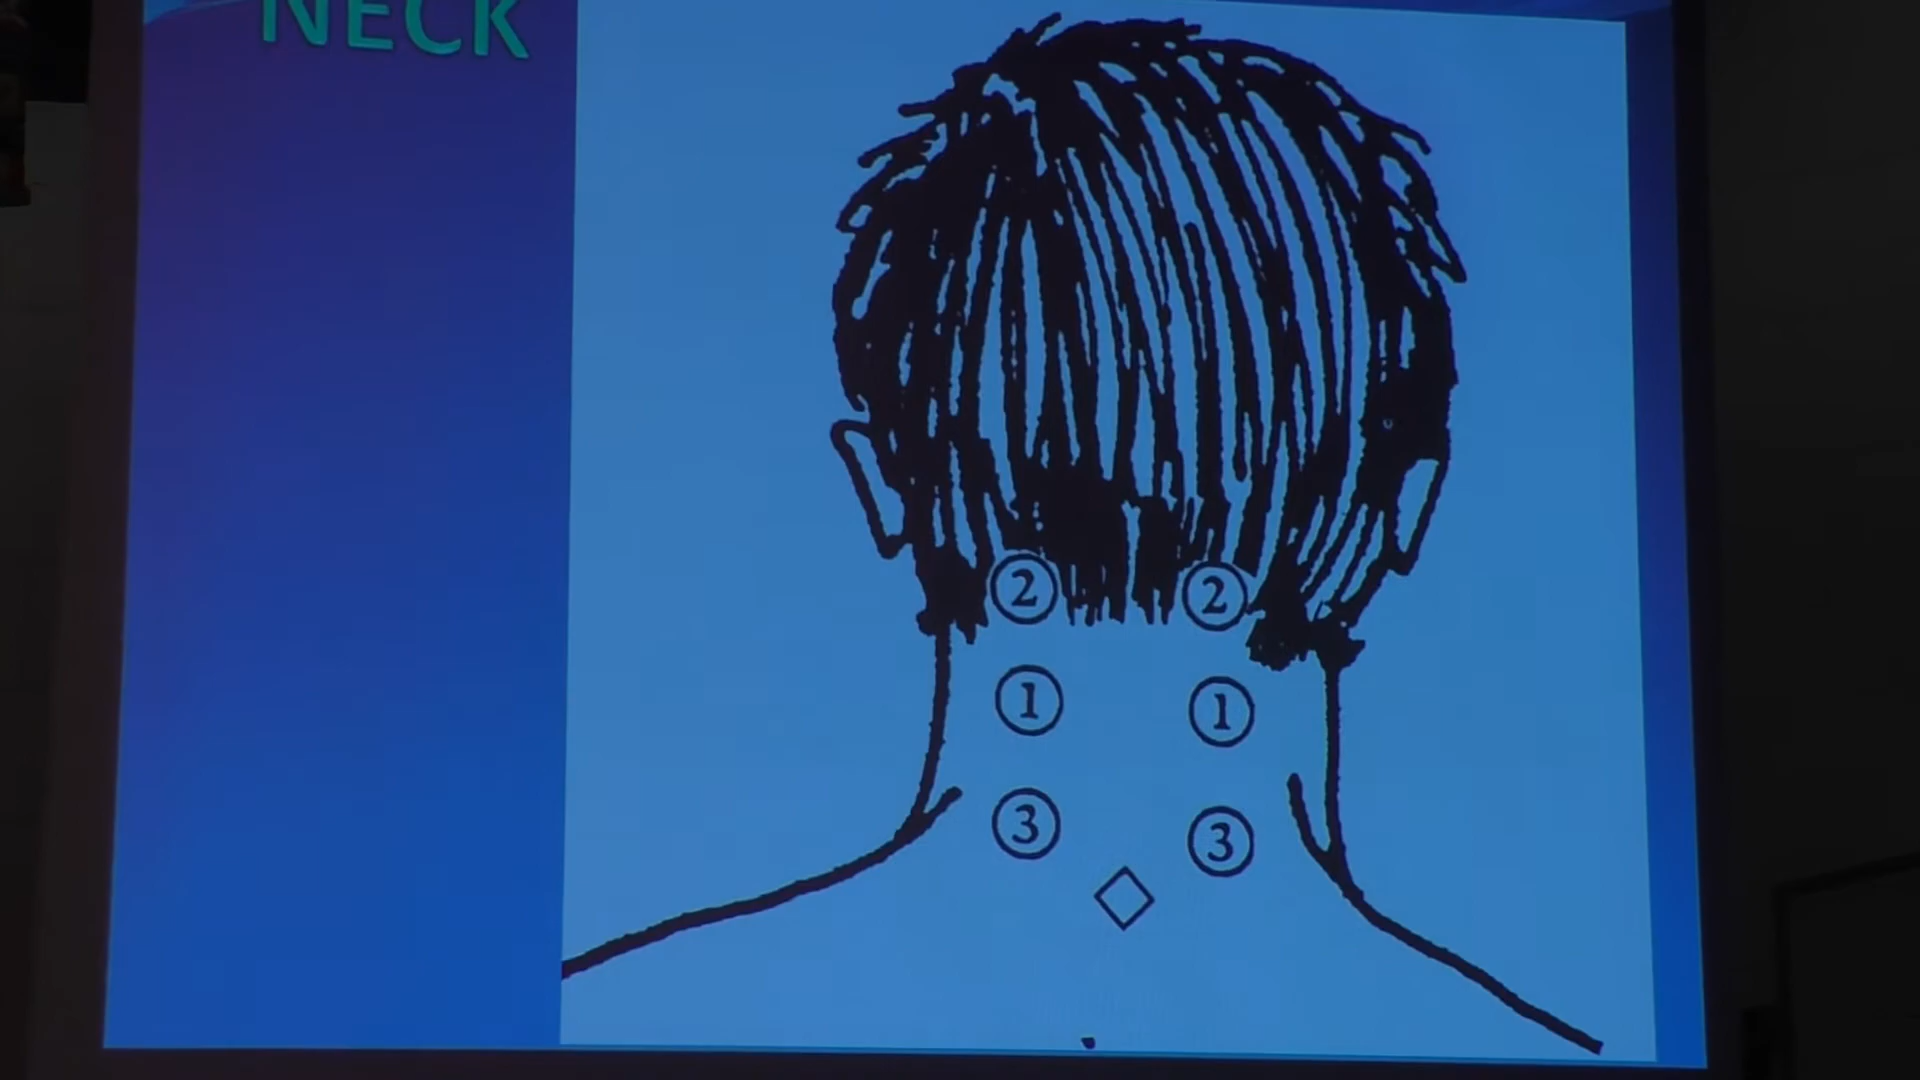 NECK
② ②
① ①
③ ③